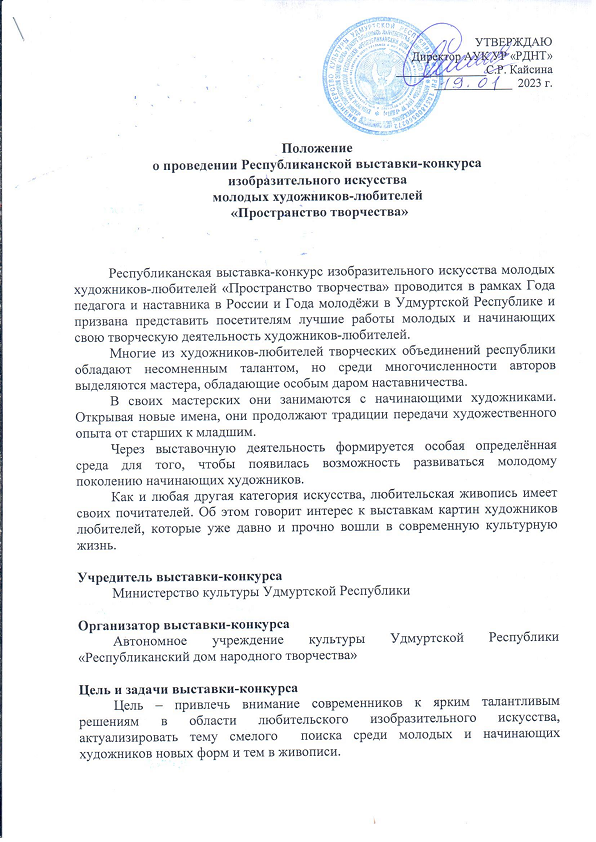 УТВЕРЖДАЮ
Директор АУК УР «РДНТ»
С.Р. Кайсина
19.01 2023 г.
Положение
о проведении Республиканской выставки-конкурса
изобразительного искусства
молодых художников-любителей
«Пространство творчества»
Республиканская выставка-конкурс изобразительного искусства молодых
художников-любителей «Пространство творчества» проводится в рамках Года
педагога и наставника в России и Года молодёжи в Удмуртской Республике и
призвана представить посетителям лучшие работы молодых и начинающих
свою творческую деятельность художников-любителей.
Многие из художников-любителей творческих объединений республики
обладают несомненным талантом, но среди многочисленности авторов
выделяются мастера, обладающие особым даром наставничества.
В своих мастерских они занимаются с начинающими художниками.
Открывая новые имена, они продолжают традиции передачи художественного
опыта от старших к младшим.
Через выставочную деятельность формируется особая определённая
среда для того, чтобы появилась возможность развиваться молодому
поколению начинающих художников.
Как и любая другая категория искусства, любительская живопись имеет
своих почитателей. Об этом говорит интерес к выставкам картин художников
любителей, которые уже давно и прочно вошли в современную культурную
жизнь.
Учредитель выставки-конкурса
Министерство культуры Удмуртской Республики
Организатор выставки-конкурса
Автономное учреждение культуры Удмуртской Республики
«Республиканский дом народного творчества»
Цель и задачи выставки-конкурса
Цель – привлечь внимание современников к ярким талантливым
решениям в области любительского изобразительного искусства,
актуализировать тему смелого поиска среди молодых и начинающих
художников новых форм и тем в живописи.